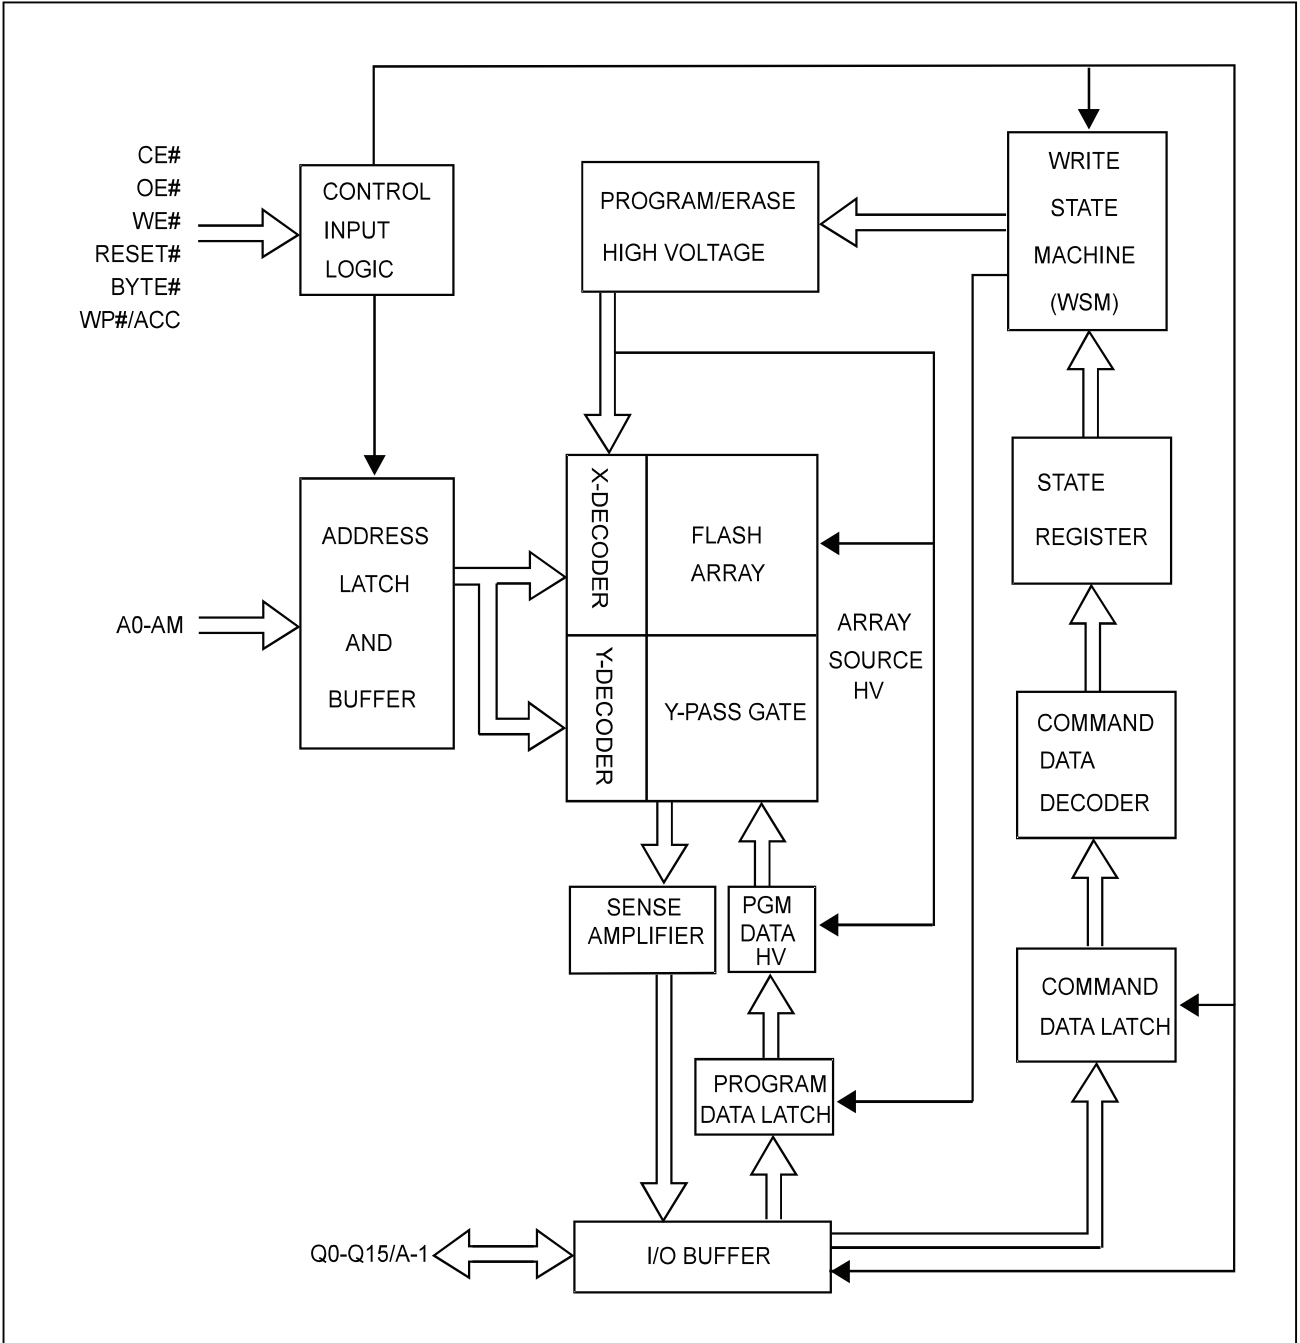 CE#
OE#
WE#
RESET#
BYTE#
WP#/ACC
CONTROL
INPUT
LOGIC
PROGRAM/ERASE
HIGH VOLTAGE
WRITE
STATE
MACHINE
(WSM)
STATE
REGISTER
ADDRESS
LATCH
AND
BUFFER
A0-AM
X-DECODER
FLASH
ARRAY
Y-DECODER
Y-PASS GATE
ARRAY
SOURCE
HV
COMMAND
DATA
DECODER
SENSE
AMPLIFIER
PGM
DATA
HV
COMMAND
DATA LATCH
PROGRAM
DATA LATCH
Q0-Q15/A-1
I/O BUFFER